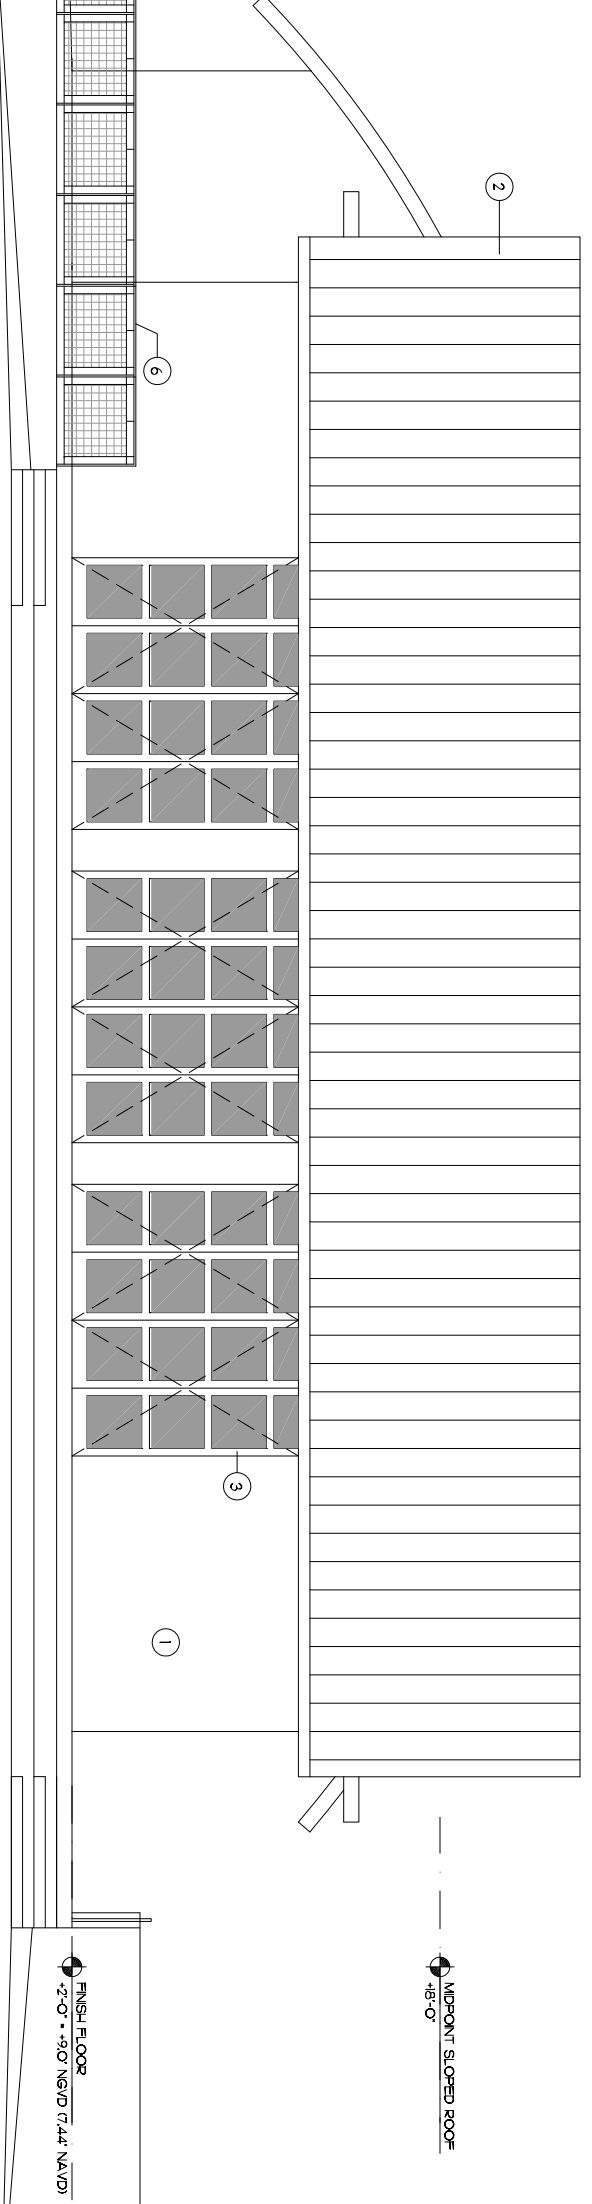 2
6
3
1
MIDPOINT SLOPED ROOF
+18'-0"
FINISH FLOOR
+2'-0" = +9.0' NGVD (7.44' NAVD)